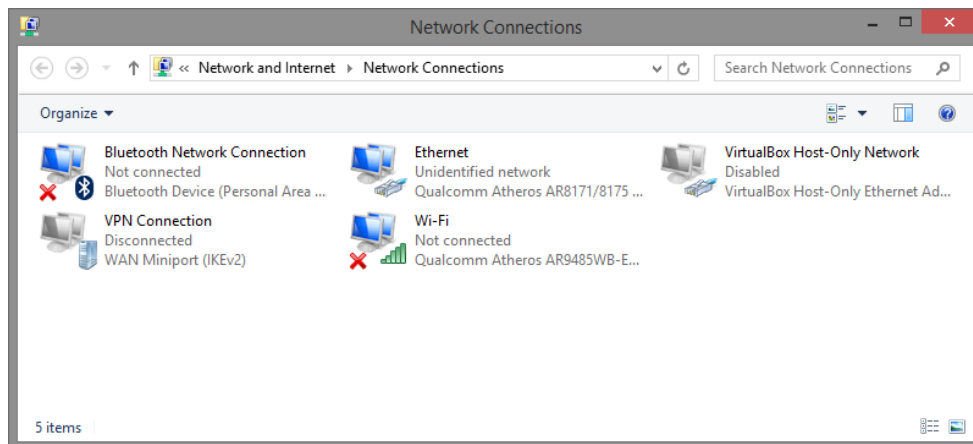 Network Connections
« Network and Internet Network Connections
Search Network Connections
Organize
Bluetooth Network Connection
Not connected
Bluetooth Device (Personal Area ...
Ethernet
Unidentified network
Qualcomm Atheros AR8171/8175 ...
VirtualBox Host-Only Network
Disabled
VirtualBox Host-Only Ethernet Ad...
VPN Connection
Disconnected
WAN Miniport (IKEv2)
Wi-Fi
Not connected
Qualcomm Atheros AR9485WB-E...
5 items